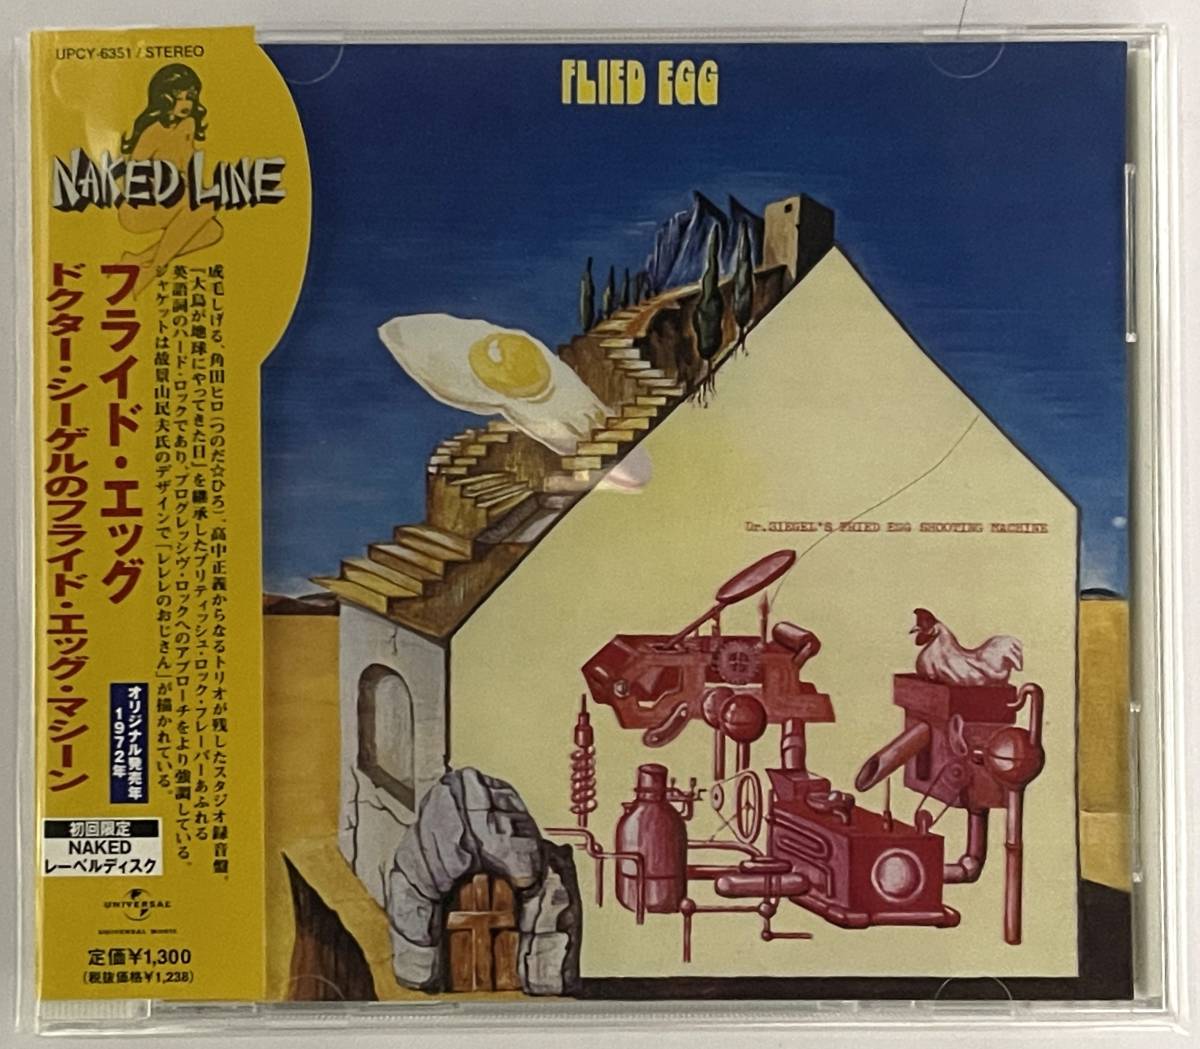 UPCY-6351 / STEREO
NAKED LINE
フライド・エッグ
ドクター・シーゲルのフライド・エッグ・マシーン
成毛しげる、角田ヒロ(つのだ☆ひろ)、高中正義からなるトリオが残したスタジオ録音盤。
『大鳥が地球にやってきた日』を継承したブリティッシュ・ロック・フレーバーあふれる
英語詞のハード・ロックであり、プログレッシヴ・ロックへのアプローチをより強調している。
ジャケットは故景山民夫氏のデザインで「レレレのおじさん」が描かれている。
オリジナル発売年
1972年
初回限定
NAKED
レーベルディスク
UNIVERSAL
UNIVERSAL MUSIC
定価¥1,300
(税抜価格¥1,238)
FLIED EGG
Dr.SIEGEL'S FRIED EGG SHOOTING MACHINE